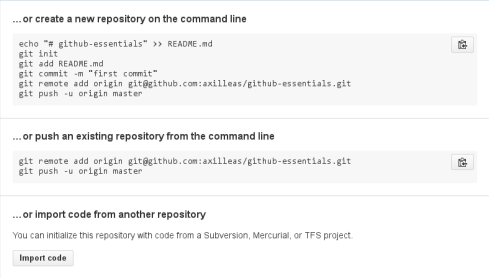 ...or create a new repository on the command line
echo "# github-essentials" >> README.md
git init
git add README.md
git commit -m "first commit"
git remote add origin git@github.com:axilleas/github-essentials.git
git push -u origin master
...or push an existing repository from the command line
git remote add origin git@github.com:axilleas/github-essentials.git
git push -u origin master
...or import code from another repository
You can initialize this repository with code from a Subversion, Mercurial, or TFS project.
Import code